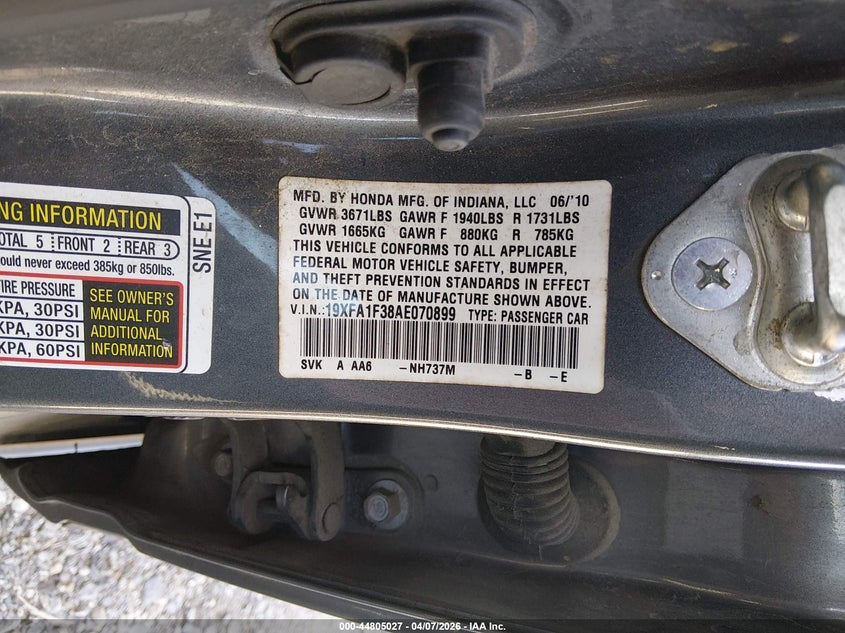 NG INFORMATION
OTAL 5 FRONT 2 REAR 3
ould never exceed 385kg or 850lbs.
IRE PRESSURE
KPA, 30PSI
KPA, 30PSI
KPA, 60PSI
SEE OWNER'S
MANUAL FOR
ADDITIONAL
INFORMATION
SNE-E1
MFD. BY HONDA MFG. OF INDIANA, LLC 06/'10
GVWR 3671LBS GAWR F 1940LBS R 1731LBS
GVWR 1665KG GAWR F 880KG R 785KG
THIS VEHICLE CONFORMS TO ALL APPLICABLE
FEDERAL MOTOR VEHICLE SAFETY, BUMPER,
AND THEFT PREVENTION STANDARDS IN EFFECT
ON THE DATE OF MANUFACTURE SHOWN ABOVE.
V.I.N.:19XFA1F38AE070899 TYPE: PASSENGER CAR
SVK A AA6 -NH737M -B -E
000-44805027 - 04/07/2026 - IAA Inc.